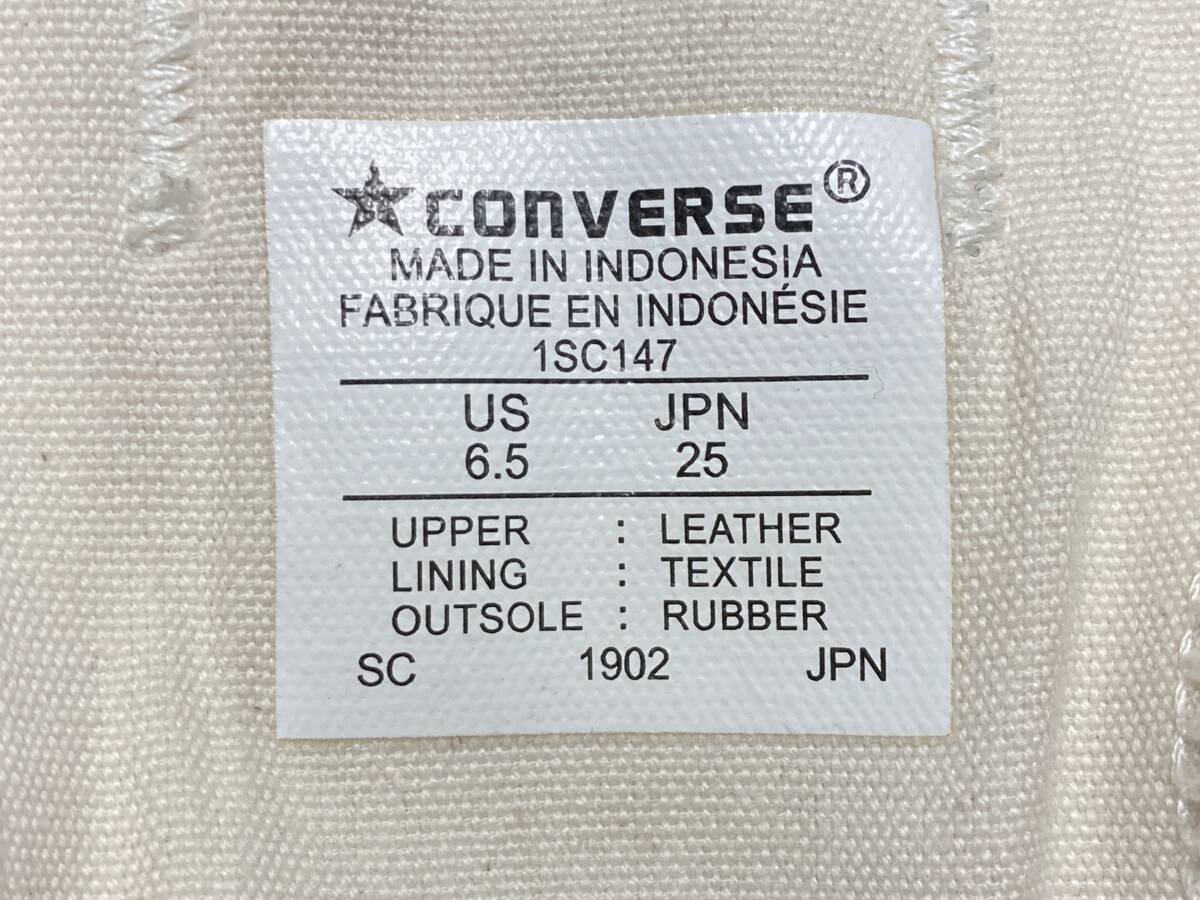 CONVERSE®
MADE IN INDONESIA
FABRIQUE EN INDONÉSIE
1SC147
US JPN
6.5 25
UPPER : LEATHER
LINING : TEXTILE
OUTSOLE : RUBBER
SC 1902 JPN